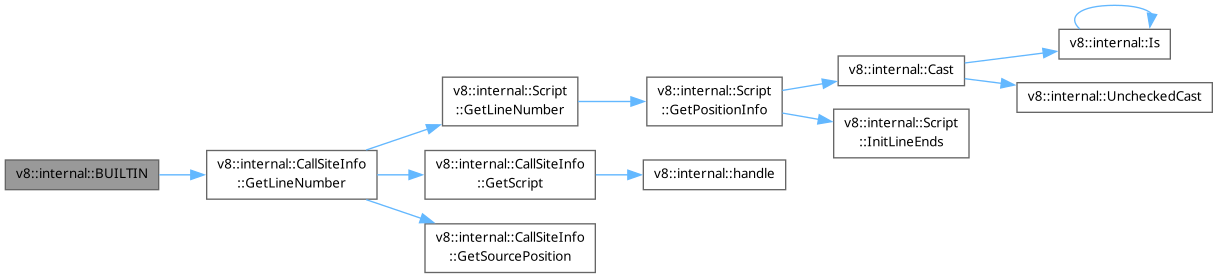 v8::internal::BUILTIN
v8::internal::CallSiteInfo
::GetLineNumber
v8::internal::Script
::GetLineNumber
v8::internal::CallSiteInfo
::GetScript
v8::internal::CallSiteInfo
::GetSourcePosition
v8::internal::Script
::GetPositionInfo
v8::internal::handle
v8::internal::Cast
v8::internal::Script
::InitLineEnds
v8::internal::Is
v8::internal::UncheckedCast